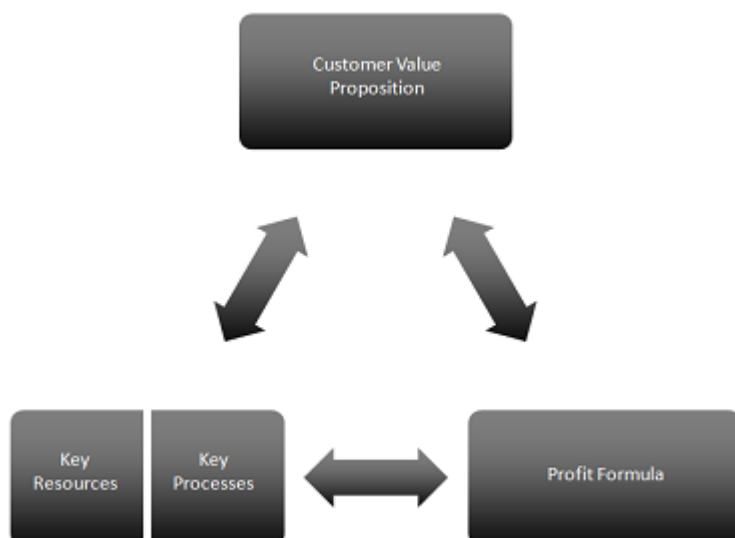 Customer Value
Proposition
Key
Resources
Key
Processes
Profit Formula